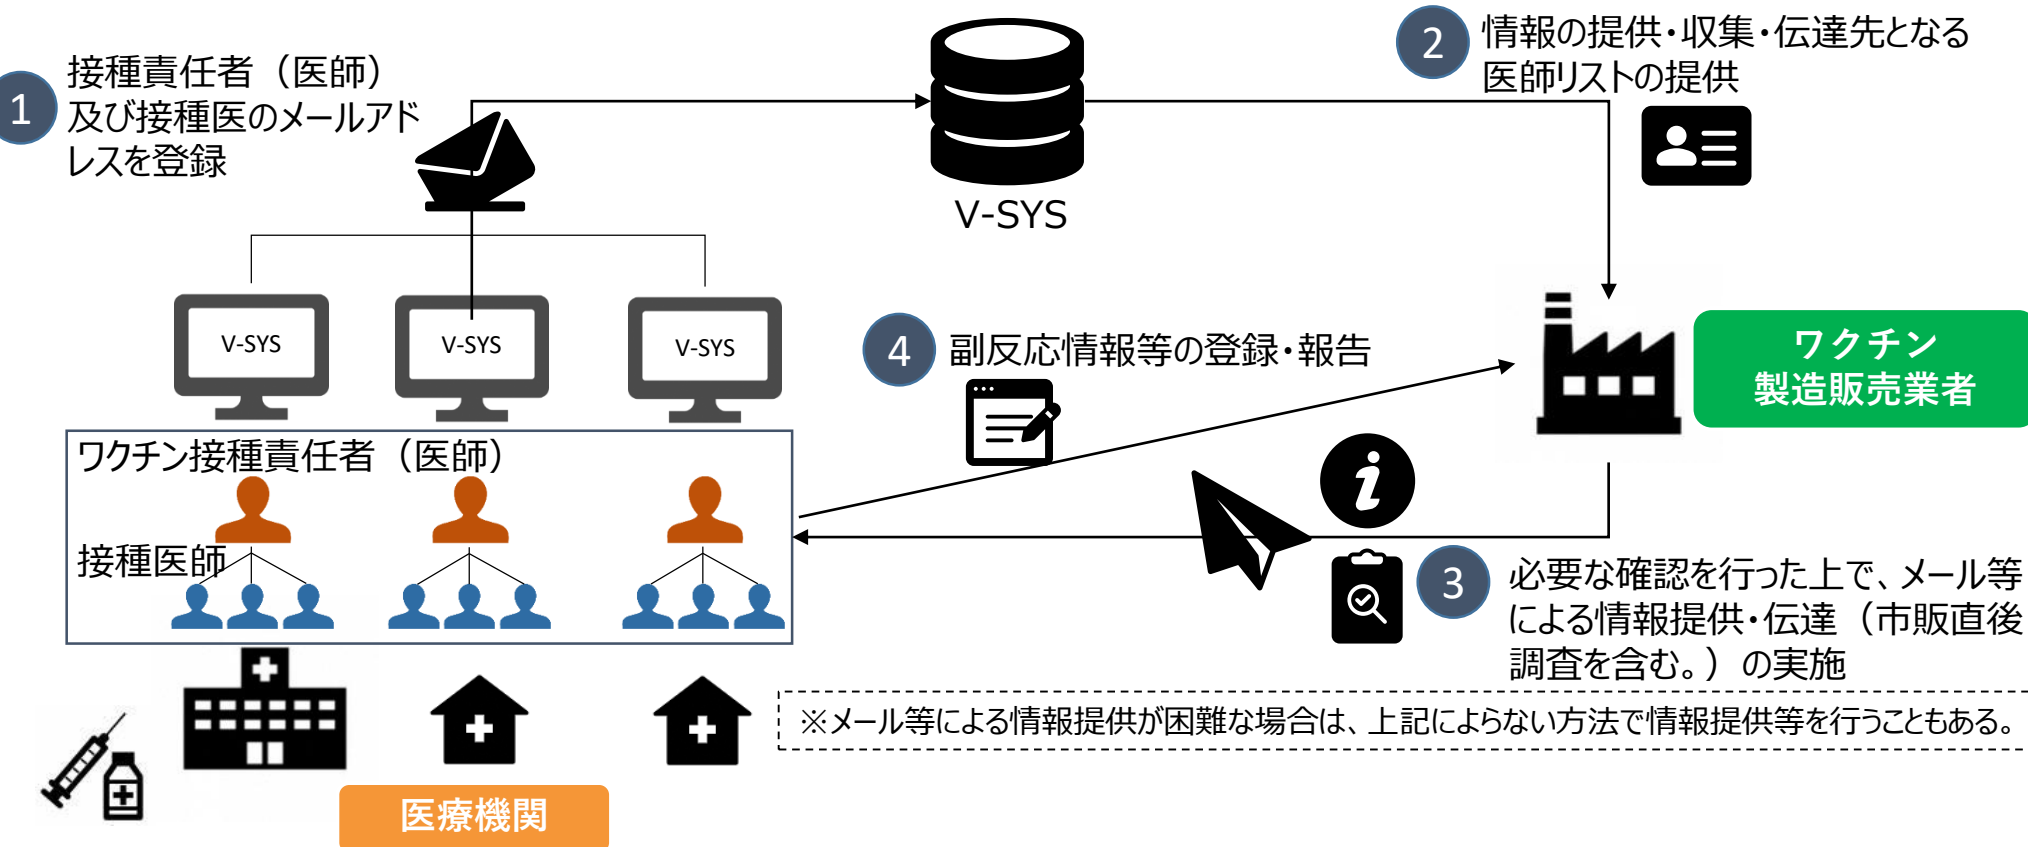 1
接種責任者（医師）
及び接種医のメールアド
レスを登録
V-SYS
2
情報の提供・収集・伝達先となる
医師リストの提供
V-SYS
V-SYS
V-SYS
4
副反応情報等の登録・報告
ワクチン
製造販売業者
ワクチン接種責任者（医師）
接種医師
3
必要な確認を行った上で、メール等
による情報提供・伝達（市販直後
調査を含む。）の実施
※メール等による情報提供が困難な場合は、上記によらない方法で情報提供等を行うこともある。
医療機関